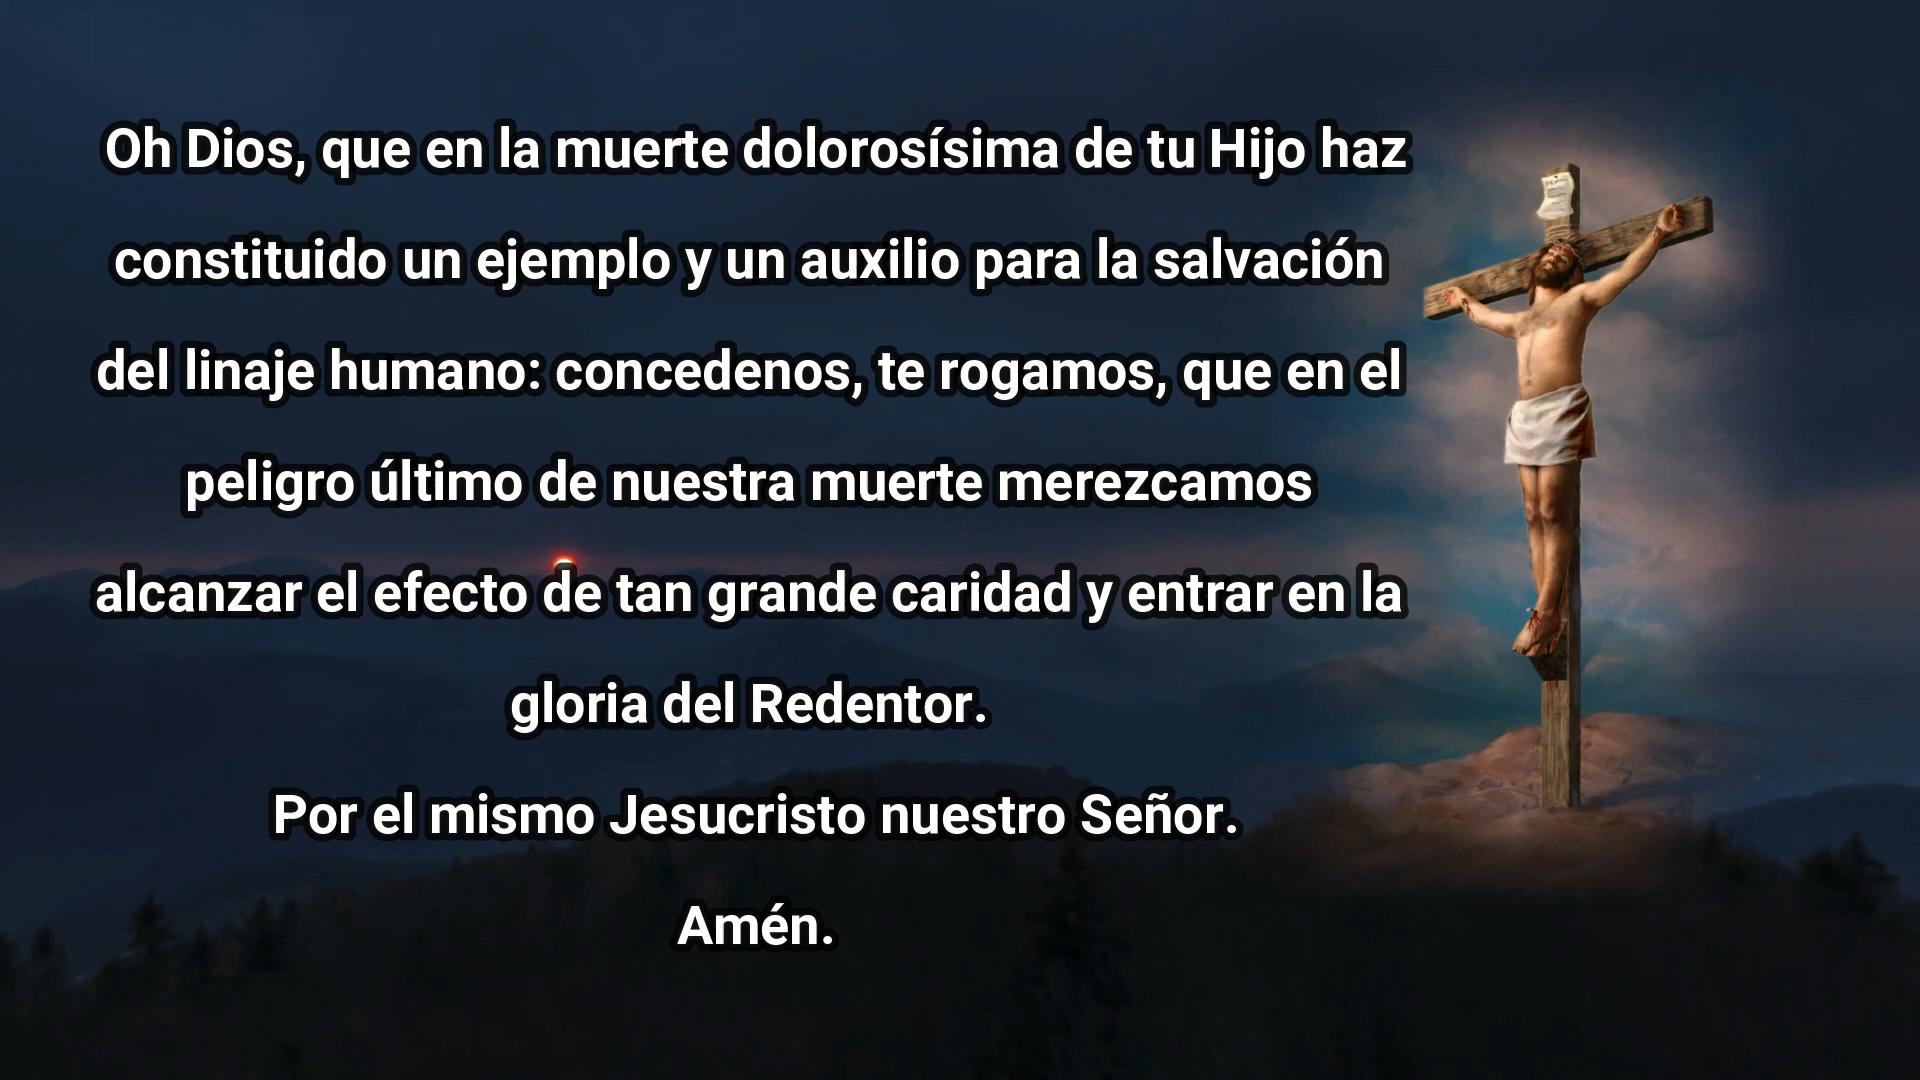 Oh Dios, que en la muerte dolorosísima de tu Hijo haz
constituido un ejemplo y un auxilio para la salvación
del linaje humano: concedenos, te rogamos, que en el
peligro último de nuestra muerte merezcamos
alcanzar el efecto de tan grande caridad y entrar en la
gloria del Redentor.
Por el mismo Jesucristo nuestro Señor.
Amén.